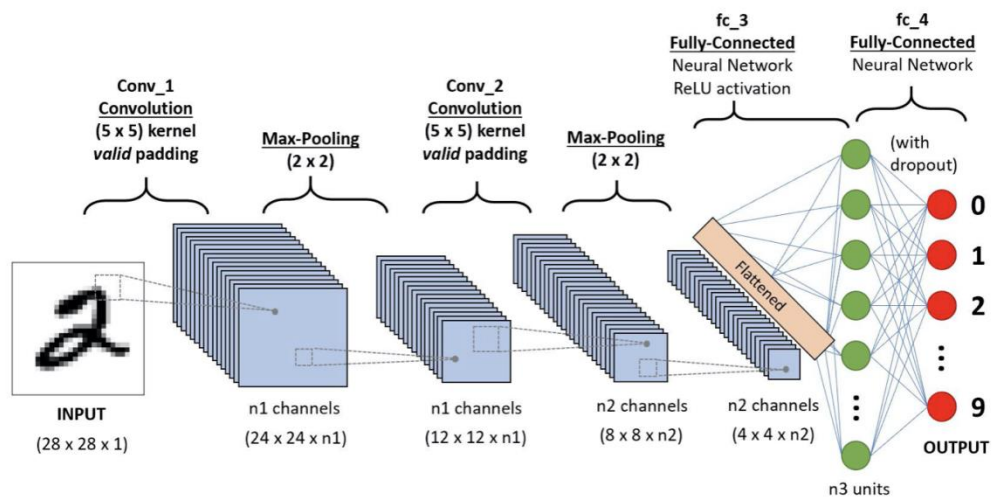 fc_3
Fully-Connected
Neural Network
ReLU activation
fc_4
Fully-Connected
Neural Network
Conv_1
Convolution
(5 x 5) kernel
valid padding
Max-Pooling
(2 x 2)
Conv_2
Convolution
(5 x 5) kernel
valid padding
Max-Pooling
(2 x 2)
(with
dropout)
Flattened
0
1
2
...
9
...
2
INPUT
(28 x 28 x 1)
n1 channels
(24 x 24 x n1)
n1 channels
(12 x 12 x n1)
n2 channels
(8 x 8 x n2)
n2 channels
(4 x 4 x n2)
OUTPUT
n3 units